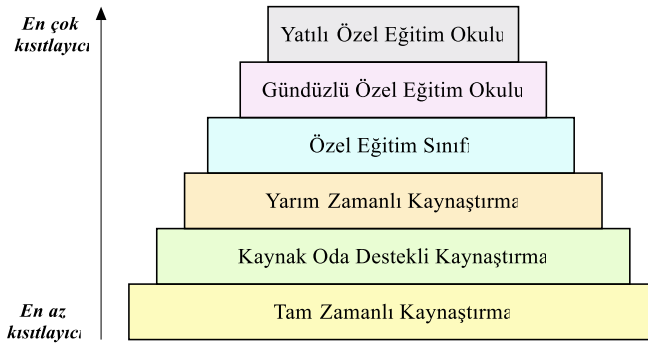 En çok
kısıtlayıcı
Yatılı Özel Eğitim Okulu
Gündüzlü Özel Eğitim Okulu
Özel Eğitim Sınıfı
Yarım Zamanlı Kaynaştırma
Kaynak Oda Destekli Kaynaştırma
Tam Zamanlı Kaynaştırma
En az
kısıtlayıcı